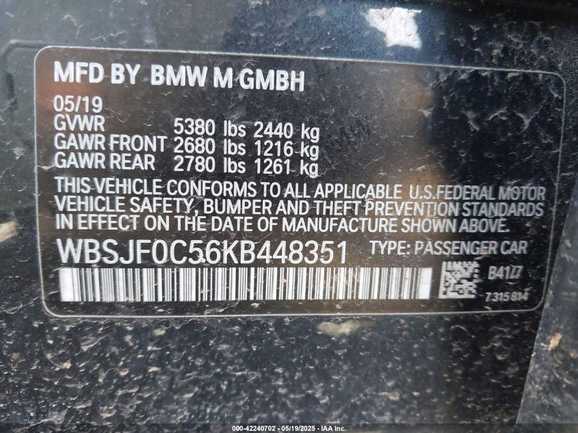 MFD BY BMW M GMBH
05/19
GVWR 5380 lbs 2440 kg
GAWR FRONT 2680 lbs 1216 kg
GAWR REAR 2780 lbs 1261 kg
THIS VEHICLE CONFORMS TO ALL APPLICABLE U.S.FEDERAL MOTOR
VEHICLE SAFETY, BUMPER AND THEFT PREVENTION STANDARDS
IN EFFECT ON THE DATE OF MANUFACTURE SHOWN ABOVE.
WBSJF0C56KB448351 TYPE: PASSENGER CAR
B41/7
7 315 814
000-42240702 - 05/19/2025 - IAA Inc.